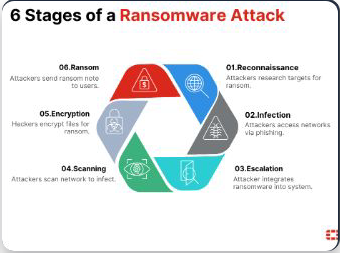 6 Stages of a Ransomware Attack
01.Reconnaissance
Attackers research targets for
ransom.
02.Infection
Attackers access networks
via phishing.
03.Escalation
Attacker integrates
ransomware into system.
04.Scanning
Attackers scan network to infect.
05.Encryption
Heckers encrypt files for
ransom.
06.Ransom
Attackers send ransom note
to users.